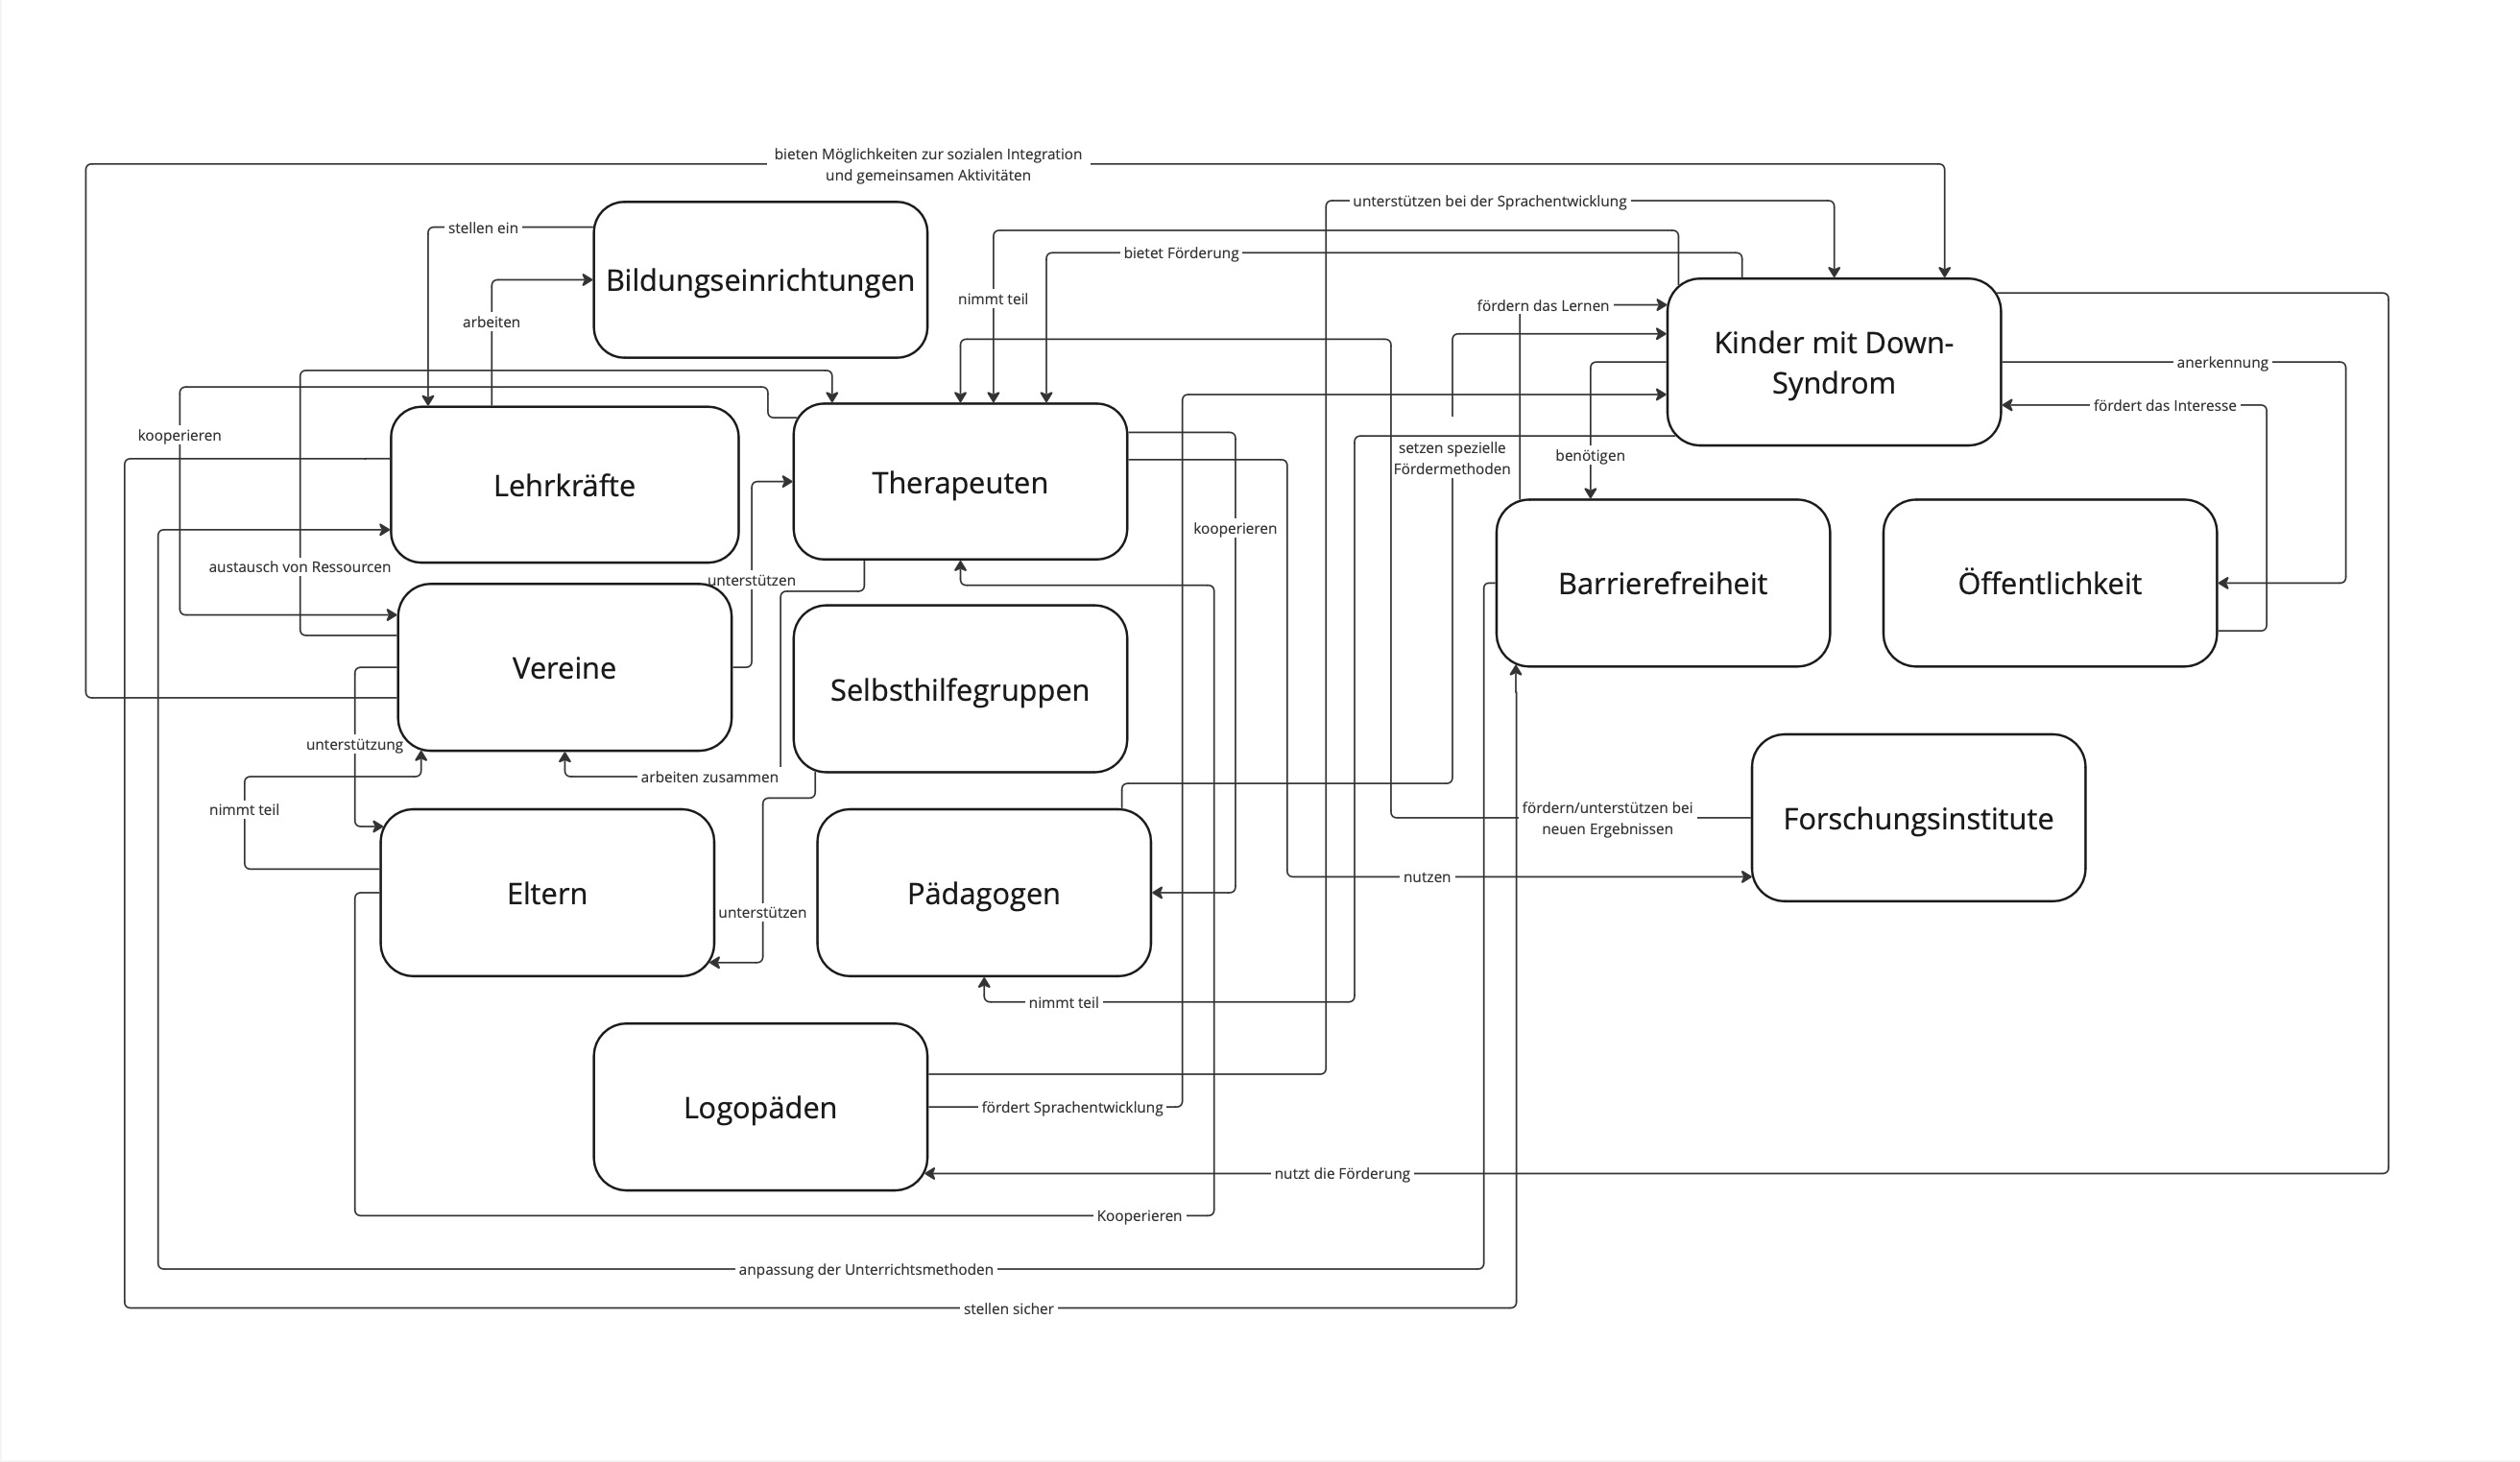 bieten Möglichkeiten zur sozialen Integration
und gemeinsamen Aktivitäten
unterstützen bei der Sprachentwicklung
stellen ein
bietet Förderung
Bildungseinrichtungen
nimmt teil
fördern das Lernen
arbeiten
Kinder mit Down-
Syndrom
anerkennung
fördert das Interesse
kooperieren
setzen spezielle
Fördermethoden
benötigen
Lehrkräfte
Therapeuten
kooperieren
austausch von Ressourcen
unterstützen
Barrierefreiheit
Öffentlichkeit
Vereine
Selbsthilfegruppen
unterstützung
arbeiten zusammen
nimmt teil
fördern/unterstützen bei
neuen Ergebnissen
Forschungsinstitute
nutzen
Eltern
Pädagogen
unterstützen
nimmt teil
Logopäden
fördert Sprachentwicklung
nutzt die Förderung
Kooperieren
anpassung der Unterrichtsmethoden
stellen sicher